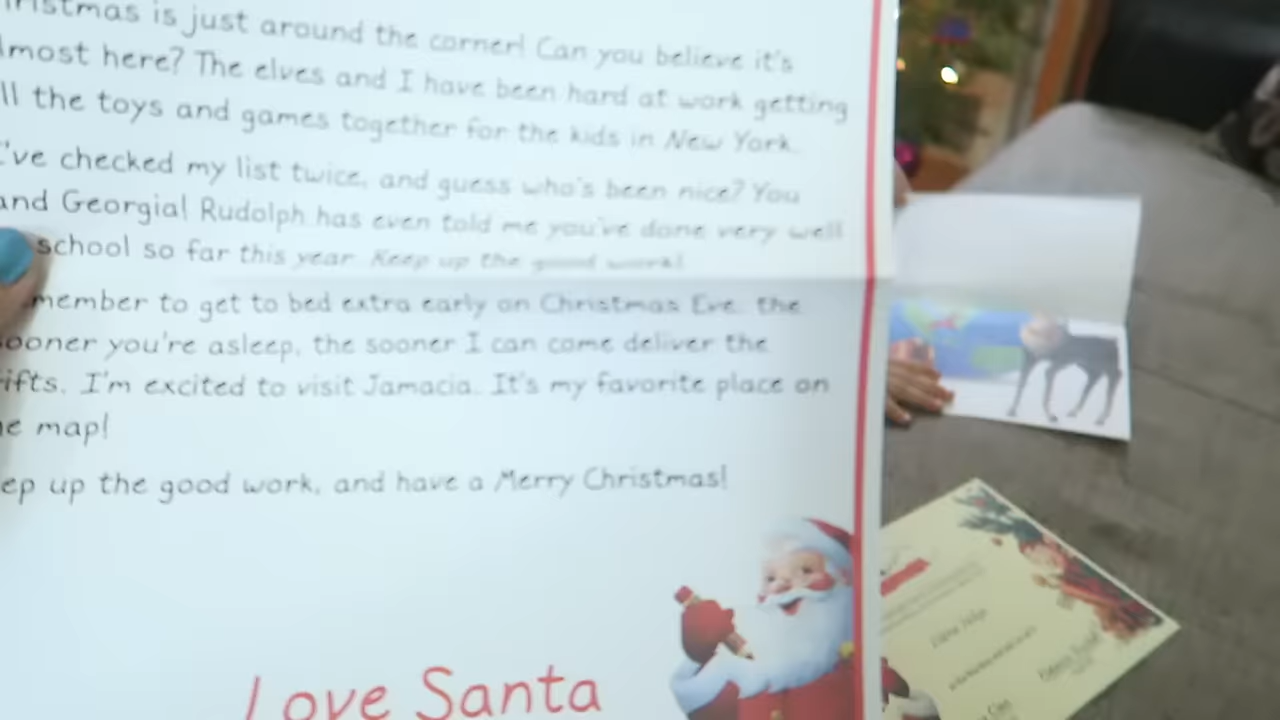 ristmas is just around the corner! Can you believe it's
lmost here? The elves and I have been hard at work getting
ll the toys and games together for the kids in New York.
I've checked my list twice, and guess who's been nice? You
and Georgia! Rudolph has even told me you've done very well
school so far this year. Keep up the good work!
member to get to bed extra early on Christmas Eve. the
ooner you're asleep, the sooner I can come deliver the
ifts. I'm excited to visit Jamacia. It's my favorite place on
e map!
ep up the good work, and have a Merry Christmas!
Love Santa